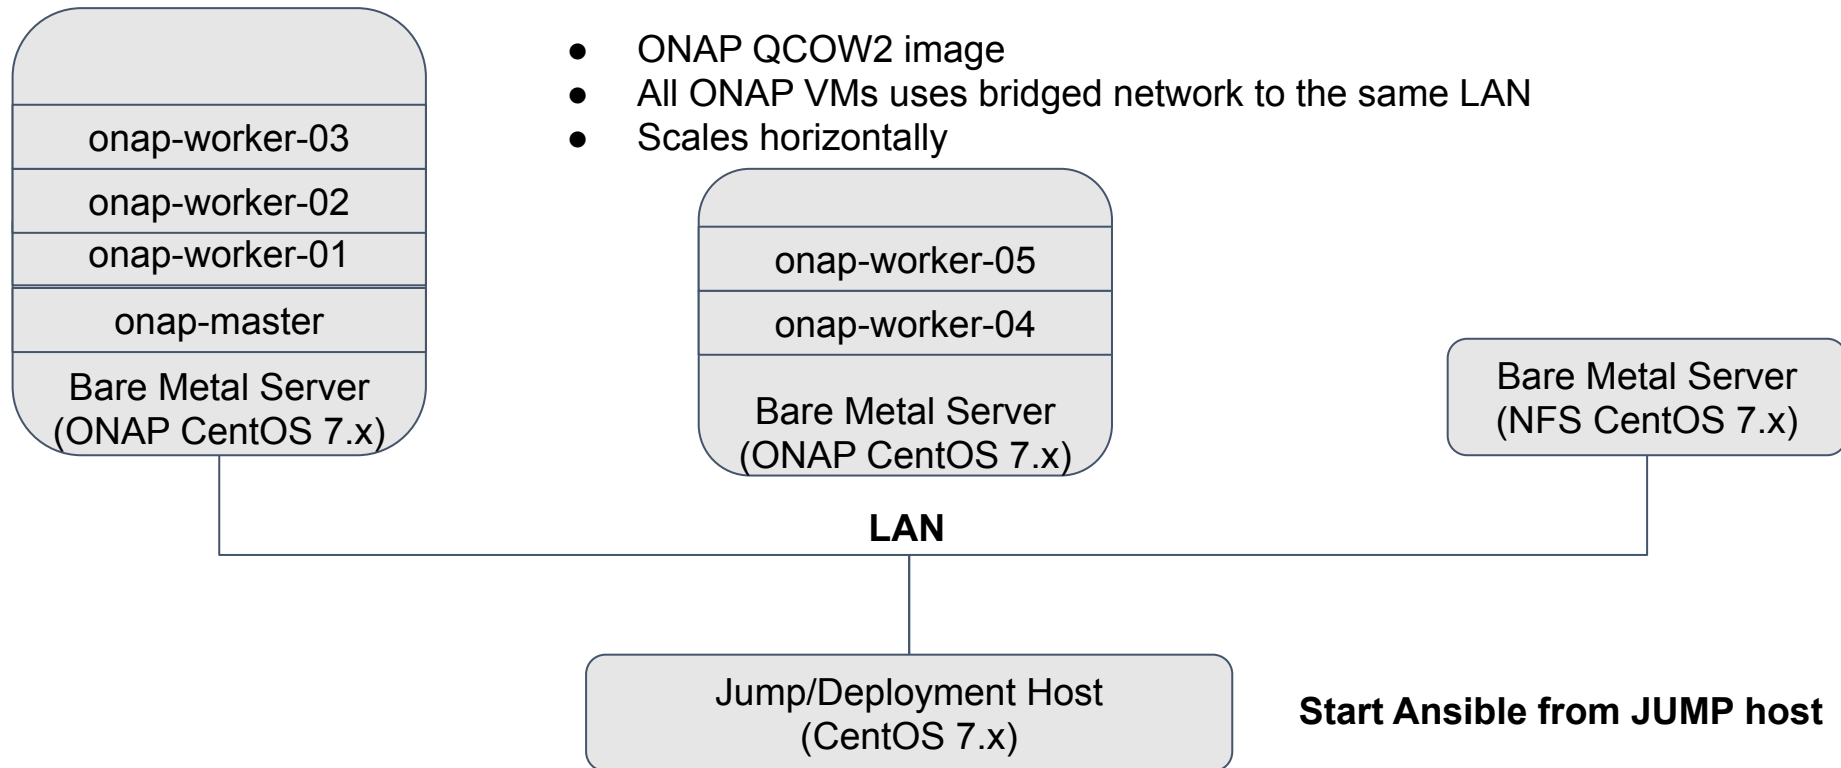 ● ONAP QCOW2 image
● All ONAP VMs uses bridged network to the same LAN
● Scales horizontally
onap-worker-03
onap-worker-02
onap-worker-01
onap-master
Bare Metal Server
(ONAP CentOS 7.x)
onap-worker-05
onap-worker-04
Bare Metal Server
(ONAP CentOS 7.x)
Bare Metal Server
(NFS CentOS 7.x)
LAN
Jump/Deployment Host
(CentOS 7.x)
Start Ansible from JUMP host